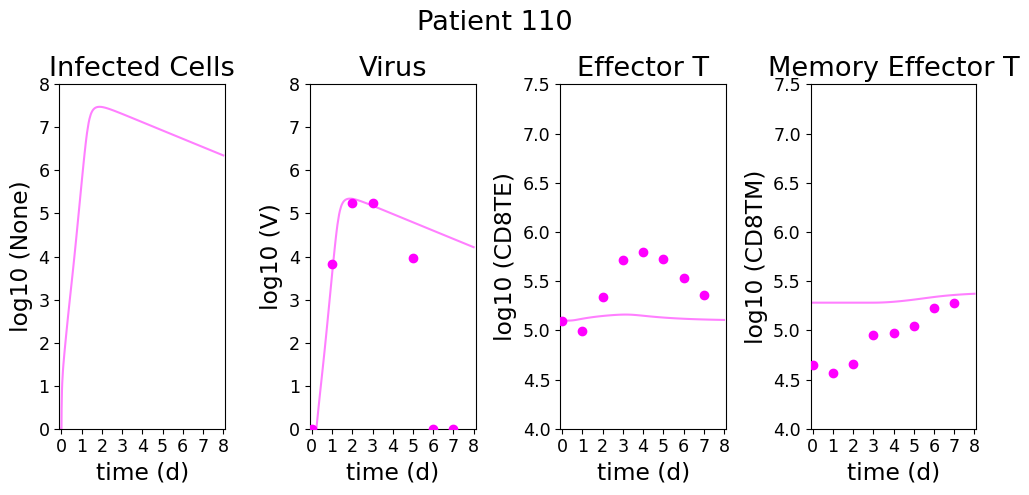 Patient 110
Infected Cells
Virus
Effector T
Memory Effector T
log10 (None)
8
7
6
5
4
3
2
1
0
0 1 2 3 4 5 6 7 8
time (d)
log10 (V)
8
7
6
5
4
3
2
1
0
0 1 2 3 4 5 6 7 8
time (d)
log10 (CD8TE)
7.5
7.0
6.5
6.0
5.5
5.0
4.5
4.0
0 1 2 3 4 5 6 7 8
time (d)
log10 (CD8TM)
7.5
7.0
6.5
6.0
5.5
5.0
4.5
4.0
0 1 2 3 4 5 6 7 8
time (d)